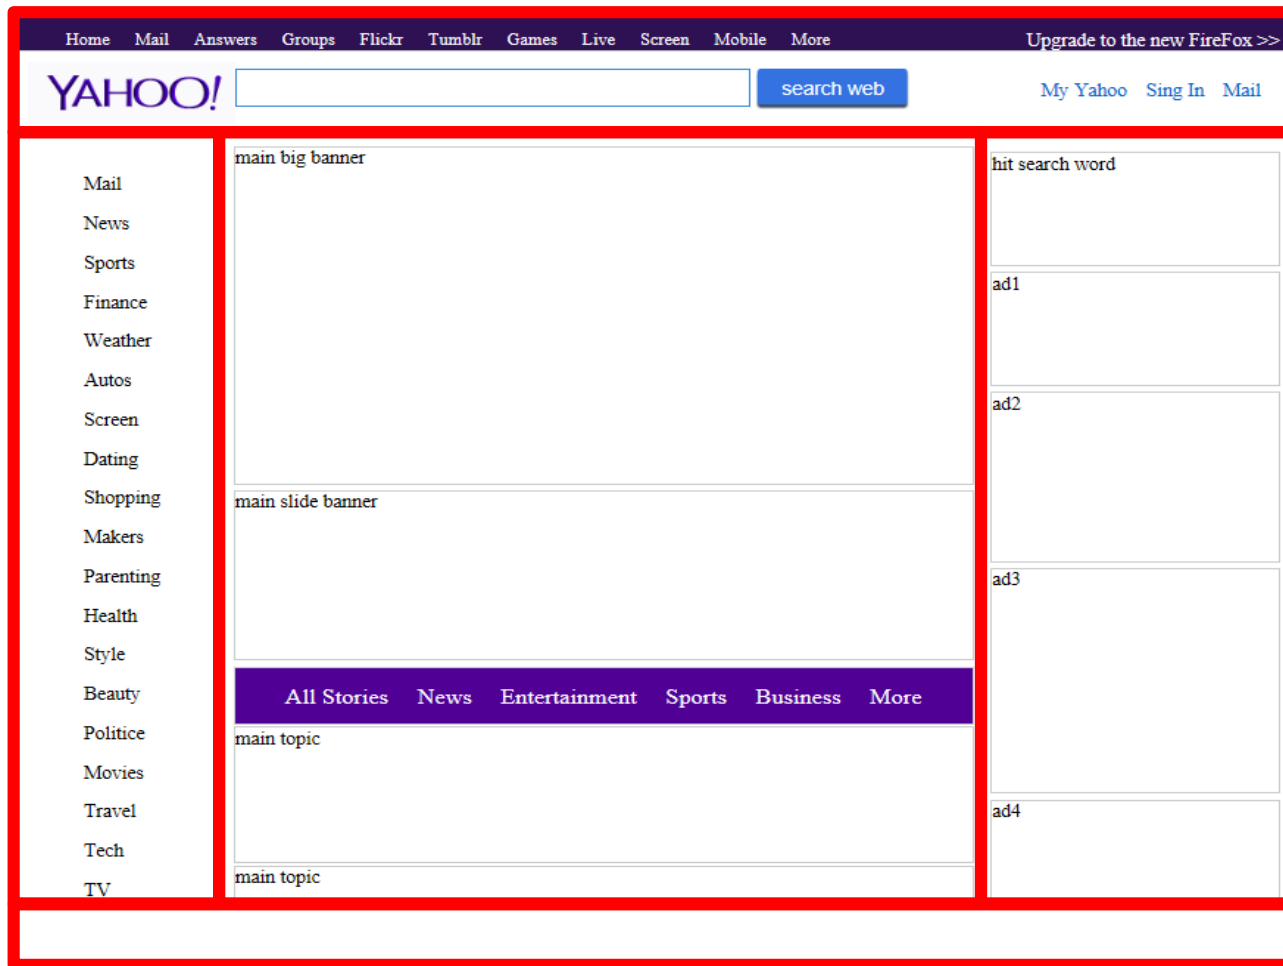 Home Mail Answers Groups Flickr Tumblr Games Live Screen Mobile More Upgrade to the new FireFox >>
YAHOO! search web My Yahoo Sing In Mail
Mail
News
Sports
Finance
Weather
Autos
Screen
Dating
Shopping
Makers
Parenting
Health
Style
Beauty
Politice
Movies
Travel
Tech
TV
main big banner
main slide banner
All Stories News Entertainment Sports Business More
main topic
main topic
hit search word
ad1
ad2
ad3
ad4